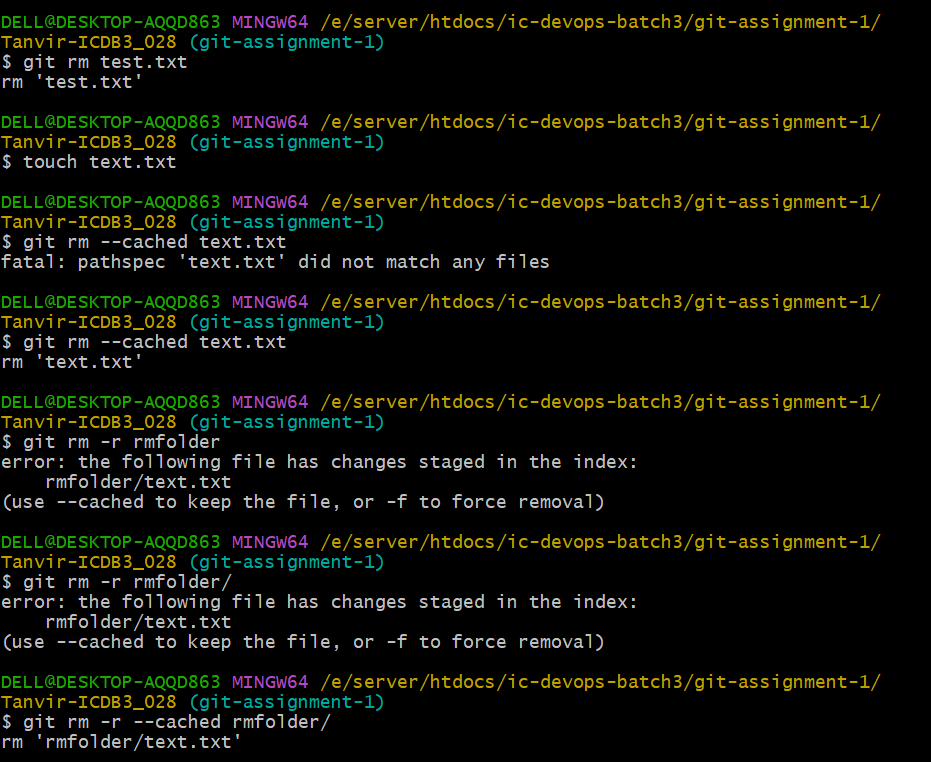 DELL@DESKTOP-AQQD863 MINGW64 /e/server/htdocs/ic-devops-batch3/git-assignment-1/
Tanvir-ICDB3_028 (git-assignment-1)
$ git rm test.txt
rm 'test.txt'
DELL@DESKTOP-AQQD863 MINGW64 /e/server/htdocs/ic-devops-batch3/git-assignment-1/
Tanvir-ICDB3_028 (git-assignment-1)
$ touch text.txt
DELL@DESKTOP-AQQD863 MINGW64 /e/server/htdocs/ic-devops-batch3/git-assignment-1/
Tanvir-ICDB3_028 (git-assignment-1)
$ git rm --cached text.txt
fatal: pathspec 'text.txt' did not match any files
DELL@DESKTOP-AQQD863 MINGW64 /e/server/htdocs/ic-devops-batch3/git-assignment-1/
Tanvir-ICDB3_028 (git-assignment-1)
$ git rm --cached text.txt
rm 'text.txt'
DELL@DESKTOP-AQQD863 MINGW64 /e/server/htdocs/ic-devops-batch3/git-assignment-1/
Tanvir-ICDB3_028 (git-assignment-1)
$ git rm -r rmfolder
error: the following file has changes staged in the index:
    rmfolder/text.txt
(use --cached to keep the file, or -f to force removal)
DELL@DESKTOP-AQQD863 MINGW64 /e/server/htdocs/ic-devops-batch3/git-assignment-1/
Tanvir-ICDB3_028 (git-assignment-1)
$ git rm -r rmfolder/
error: the following file has changes staged in the index:
    rmfolder/text.txt
(use --cached to keep the file, or -f to force removal)
DELL@DESKTOP-AQQD863 MINGW64 /e/server/htdocs/ic-devops-batch3/git-assignment-1/
Tanvir-ICDB3_028 (git-assignment-1)
$ git rm -r --cached rmfolder/
rm 'rmfolder/text.txt'